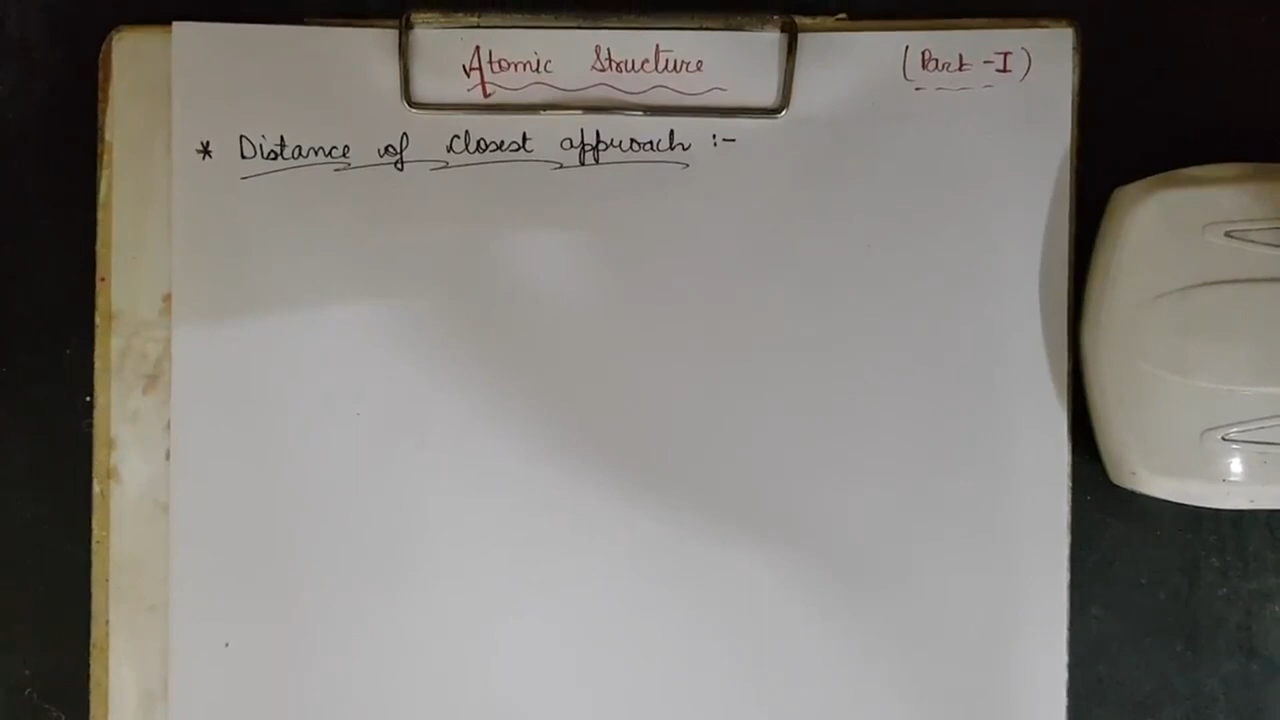 Atomic Structure
(Part-I)
* Distance of closest approach :-